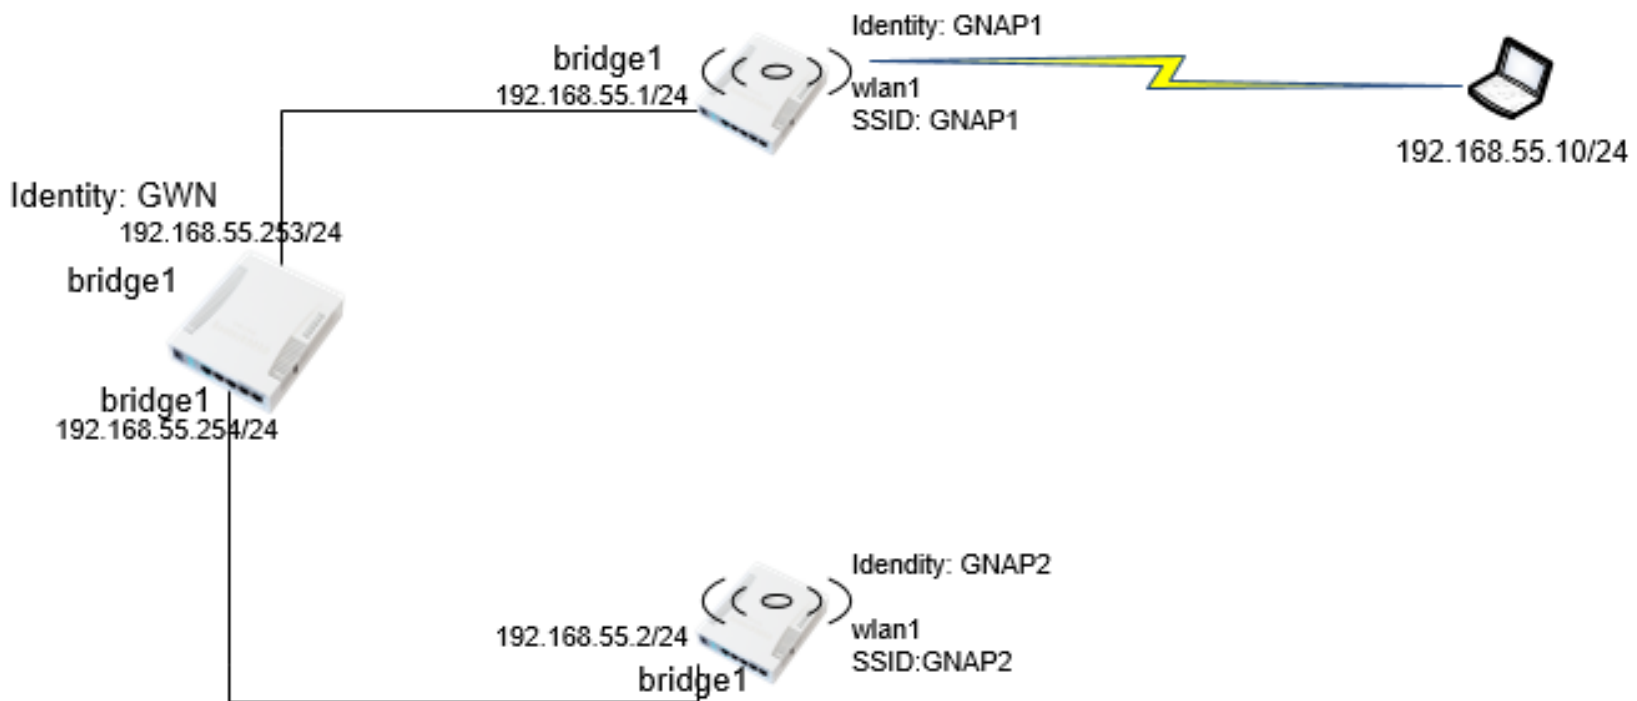 Identity: GNAP1
bridge1
192.168.55.1/24
wlan1
SSID: GNAP1
192.168.55.10/24
Identity: GWN
192.168.55.253/24
bridge1
bridge1
192.168.55.254/24
Idendity: GNAP2
192.168.55.2/24
wlan1
SSID:GNAP2
bridge1